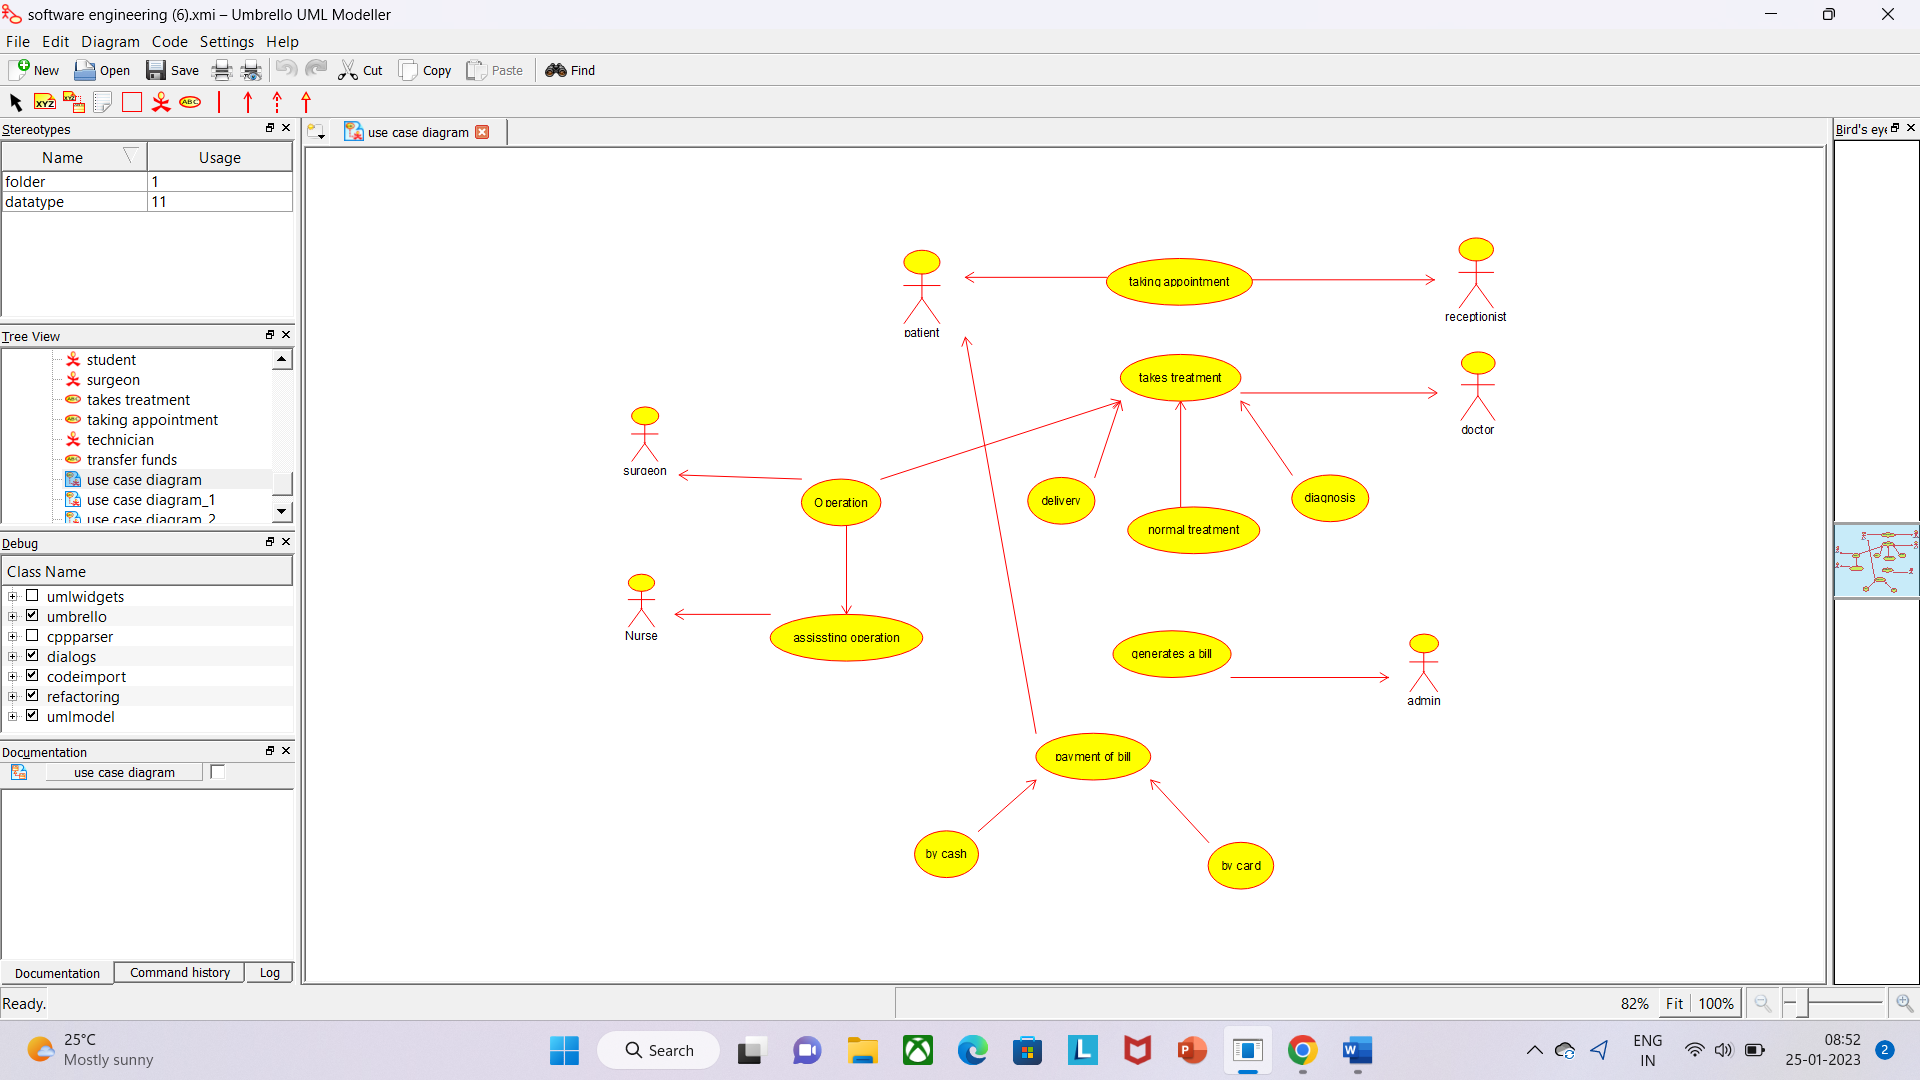 software engineering (6).xmi – Umbrello UML Modeller
File Edit Diagram Code Settings Help
New Open Save Cut Copy Paste Find
XYZ XYZ ABC
Stereotypes
Name Usage
folder 1
datatype 11
Tree View
student
surgeon
takes treatment
taking appointment
technician
transfer funds
use case diagram
use case diagram_1
use case diagram_2
Debug
Class Name
umlwidgets
umbrello
cppparser
dialogs
codeimport
refactoring
umlmodel
Documentation
use case diagram
Documentation Command history Log
Ready.
use case diagram
patient
taking appointment
receptionist
takes treatment
doctor
surgeon
Operation
delivery
normal treatment
diagnosis
Nurse
assissting operation
generates a bill
admin
payment of bill
by cash
by card
Bird's eye
82% Fit 100%
25°C
Mostly sunny
Search
ENG
IN
08:52
25-01-2023
2